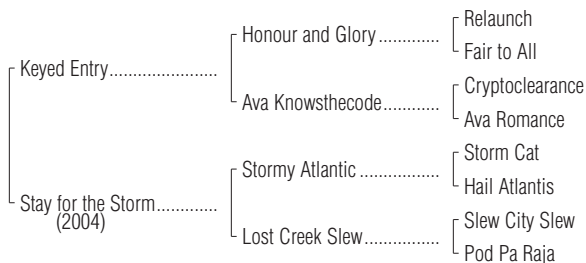 Relaunch
Honour and Glory..............
Fair to All
Keyed Entry........................
Cryptoclearance
Ava Knowsthecode............
Ava Romance
Storm Cat
Stormy Atlantic.................
Hail Atlantis
Stay for the Storm.............
(2004)
Slew City Slew
Lost Creek Slew................
Pod Pa Raja